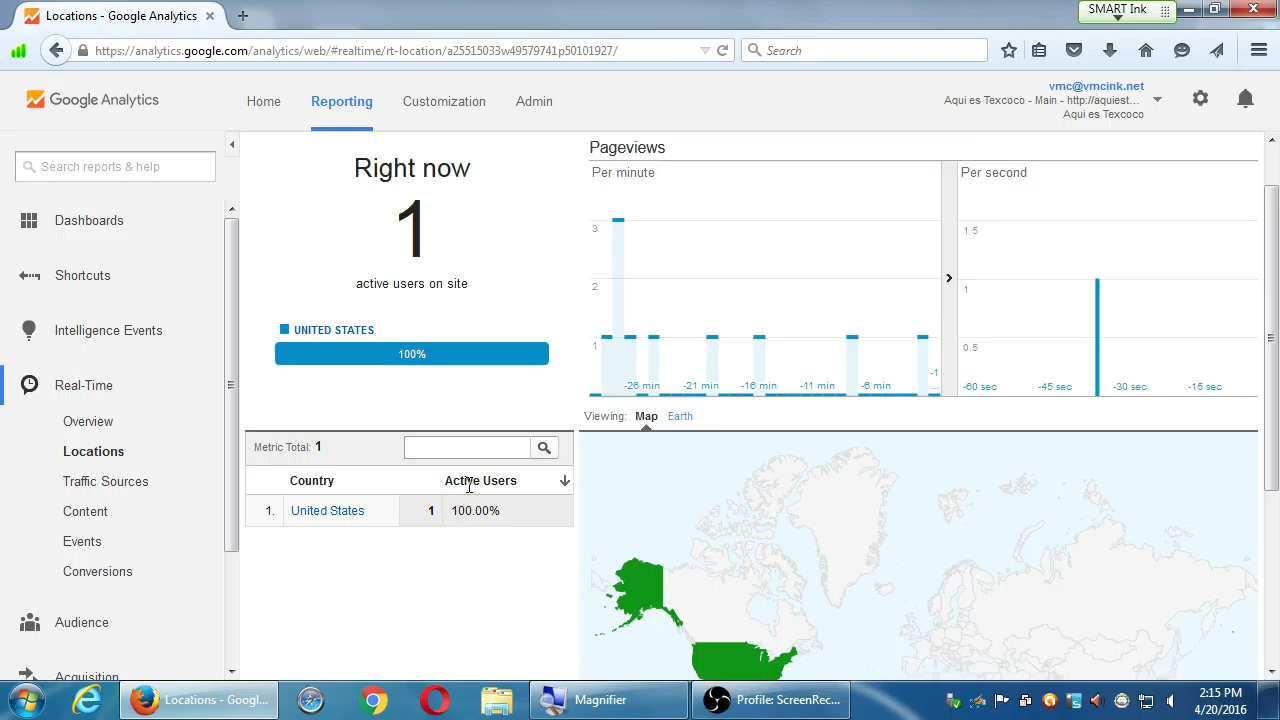 Locations - Google Analytics
SMART Ink
https://analytics.google.com/analytics/web/#realtime/rt-location/a25515033w49579741p50101927/
Search
Google Analytics
Home
Reporting
Customization
Admin
vmc@vmcink.net
Aqui es Texcoco - Main - http://aquiest...
Aqui es Texcoco
Search reports & help
Dashboards
Shortcuts
Intelligence Events
Real-Time
Overview
Locations
Traffic Sources
Content
Events
Conversions
Audience
Acquisition
Right now
1
active users on site
UNITED STATES
100%
Pageviews
Per minute
3
2
1
-26 min
-21 min
-16 min
-11 min
-6 min
-1
...
Per second
1.5
1
0.5
-60 sec
-45 sec
-30 sec
-15 sec
Viewing: Map Earth
Metric Total: 1
Country Active Users
1. United States 1 100.00%
Locations - Googl...
Magnifier
Profile: ScreenRec...
2:15 PM
4/20/2016